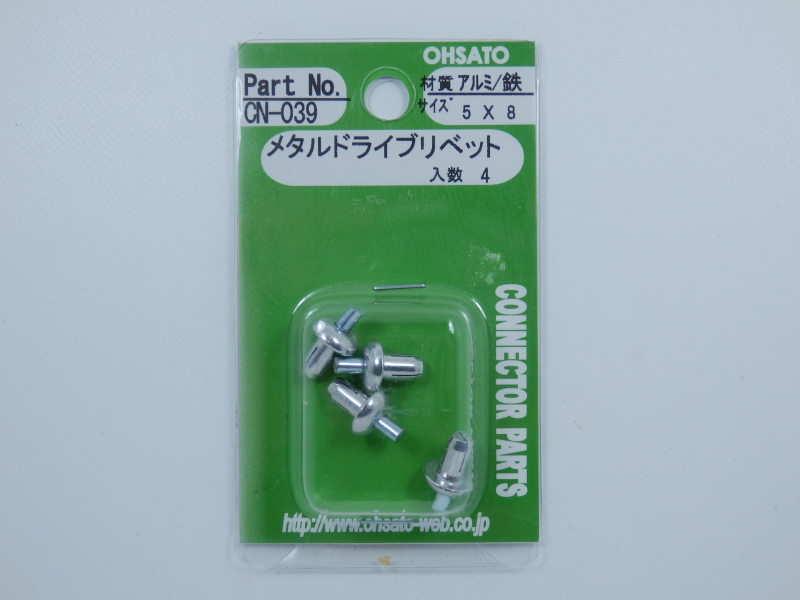 OHSATO
Part No.
CN-039
材質 アルミ/鉄
サイズ 5 X 8
メタルドライブリベット
入数 4
CONNECTOR PARTS
http://www.ohsato-web.co.jp